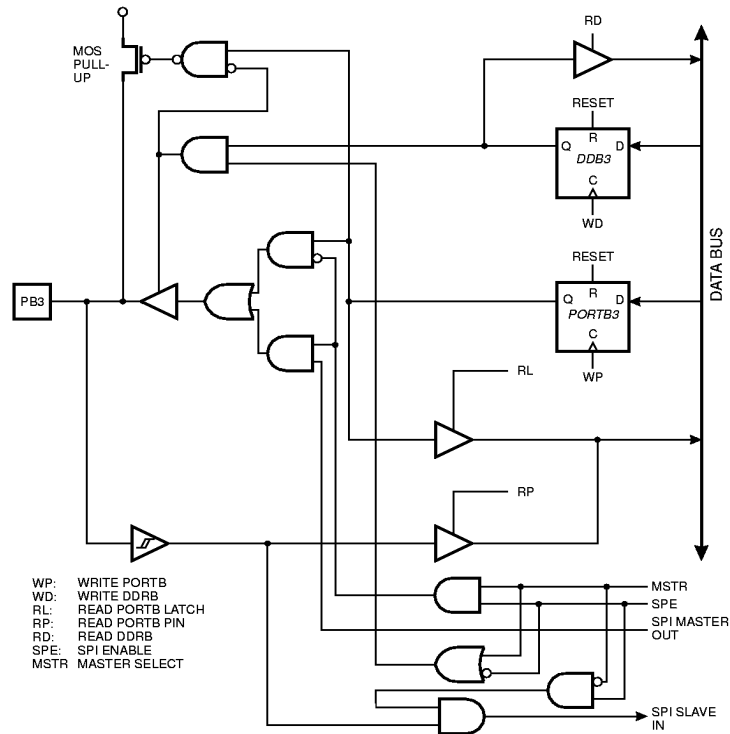 RD
MOS
PULL-
UP
RESET
R
Q
D
DDB3
C
WD
RESET
PB3
R
Q
D
PORTB3
C
WP
DATA BUS
RL
RP
WP: WRITE PORTB
WD: WRITE DDRB
RL: READ PORTB LATCH
RP: READ PORTB PIN
RD: READ DDRB
SPE: SPI ENABLE
MSTR MASTER SELECT
MSTR
SPE
SPI MASTER
OUT
SPI SLAVE
IN